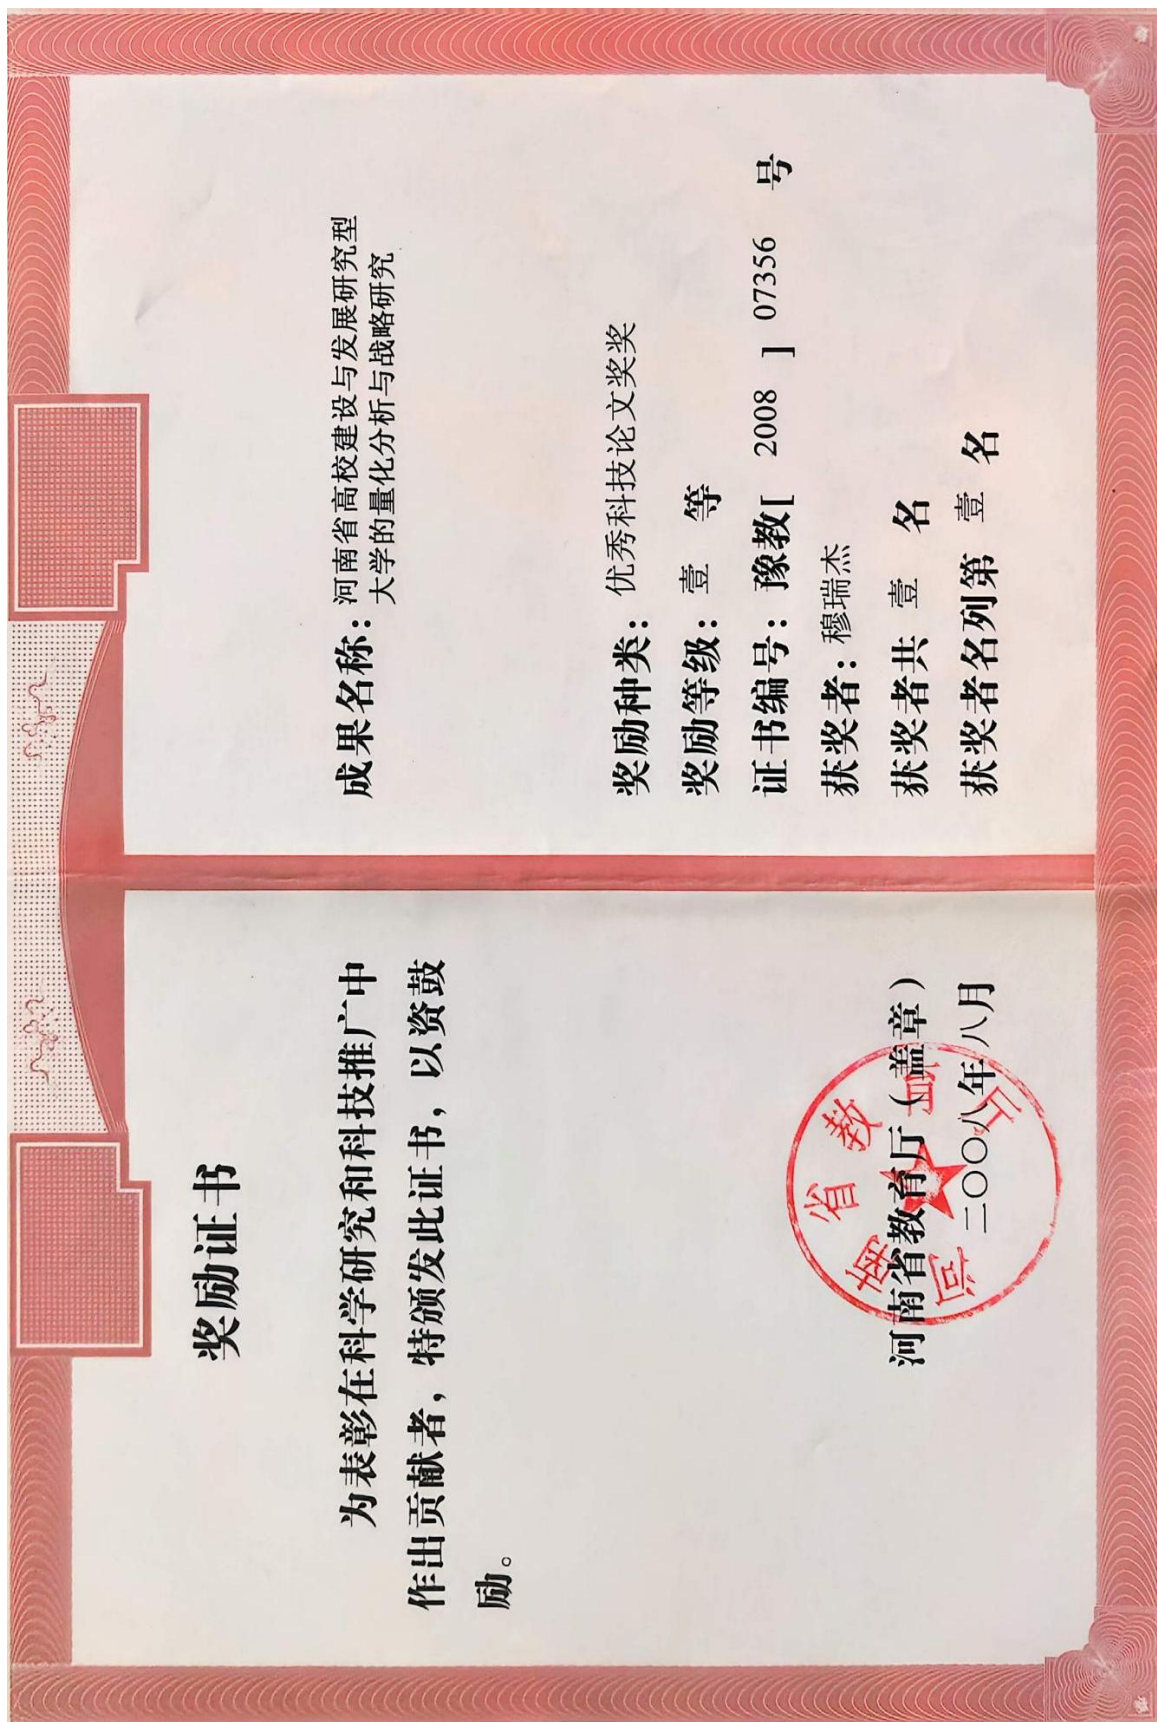 奖励证书
为表彰在科学研究和科技推广中
作出贡献者，特颁发此证书，以资鼓
励。
河南省教育厅（盖章）
二〇〇八年八月
河南省教育厅
成果名称：河南省高校建设与发展研究型
大学的量化分析与战略研究
奖励种类：优秀科技论文奖奖
奖励等级：壹 等
证书编号：豫教[ 2008 ] 07356 号
获奖者：穆瑞杰
获奖者共 壹 名
获奖者名列第 壹 名